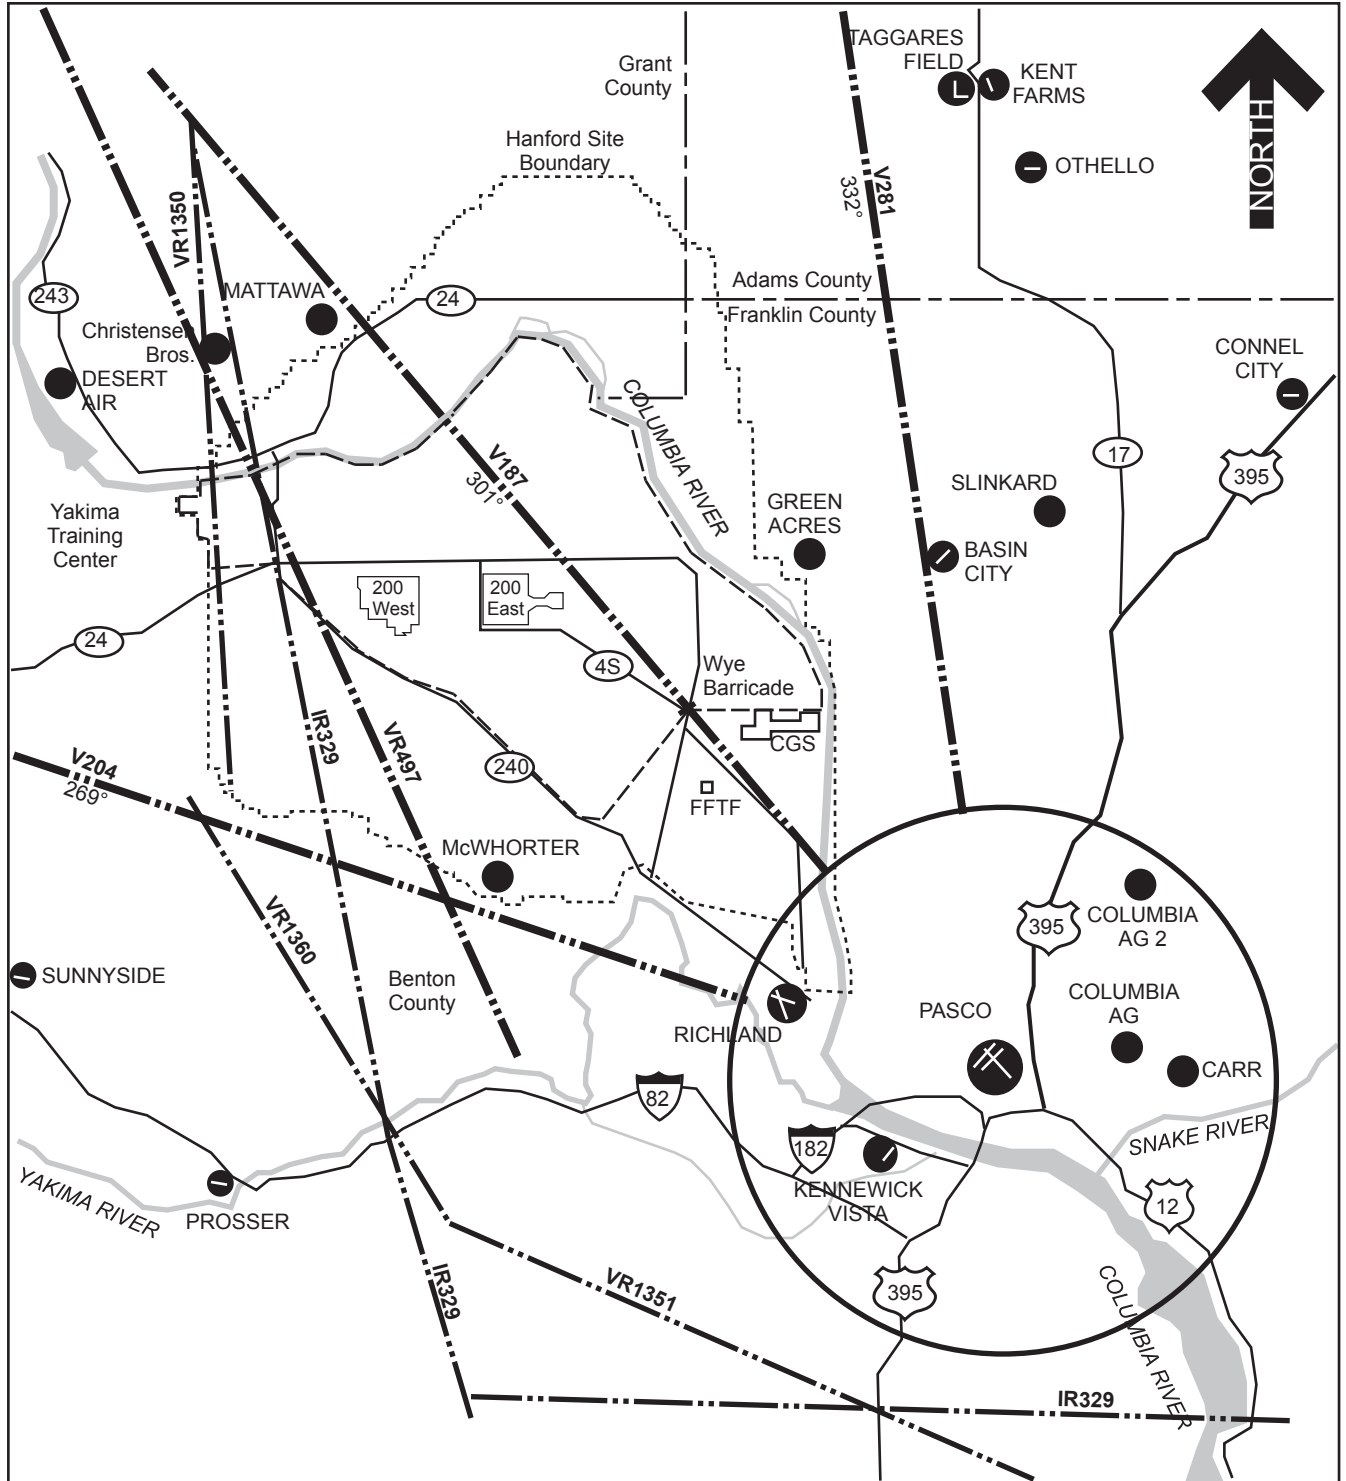 TAGGARES
FIELD
KENT
FARMS
Grant
County
NORTH
Hanford Site
Boundary
OTHELLO
V281
332°
VR1350
243
MATTAWA
24
Adams County
Franklin County
Christensen
Bros.
DESERT
AIR
CONNEL
CITY
COLUMBIA RIVER
V187
301°
17
395
SLINKARD
GREEN
ACRES
Yakima
Training
Center
BASIN
CITY
200
West
200
East
24
4S
Wye
Barricade
IR329
VR497
CGS
V204
269°
240
FFTF
McWHORTER
VR1360
395
COLUMBIA
AG 2
SUNNYSIDE
Benton
County
COLUMBIA
AG
PASCO
RICHLAND
CARR
82
182
SNAKE RIVER
YAKIMA RIVER
PROSSER
KENNEWICK
VISTA
12
IR329
VR1351
395
COLUMBIA RIVER
IR329